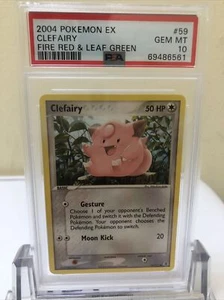 2004 POKEMON EX #59
CLEFAIRY GEM MT
FIRE RED & LEAF GREEN 10
PSA 69486561
Clefairy 50 HP
Gesture
Choose 1 of your opponent's Benched
Pokémon and switch it with the Defending
Pokémon. Your opponent chooses the
Defending Pokémon to switch.
Moon Kick 20